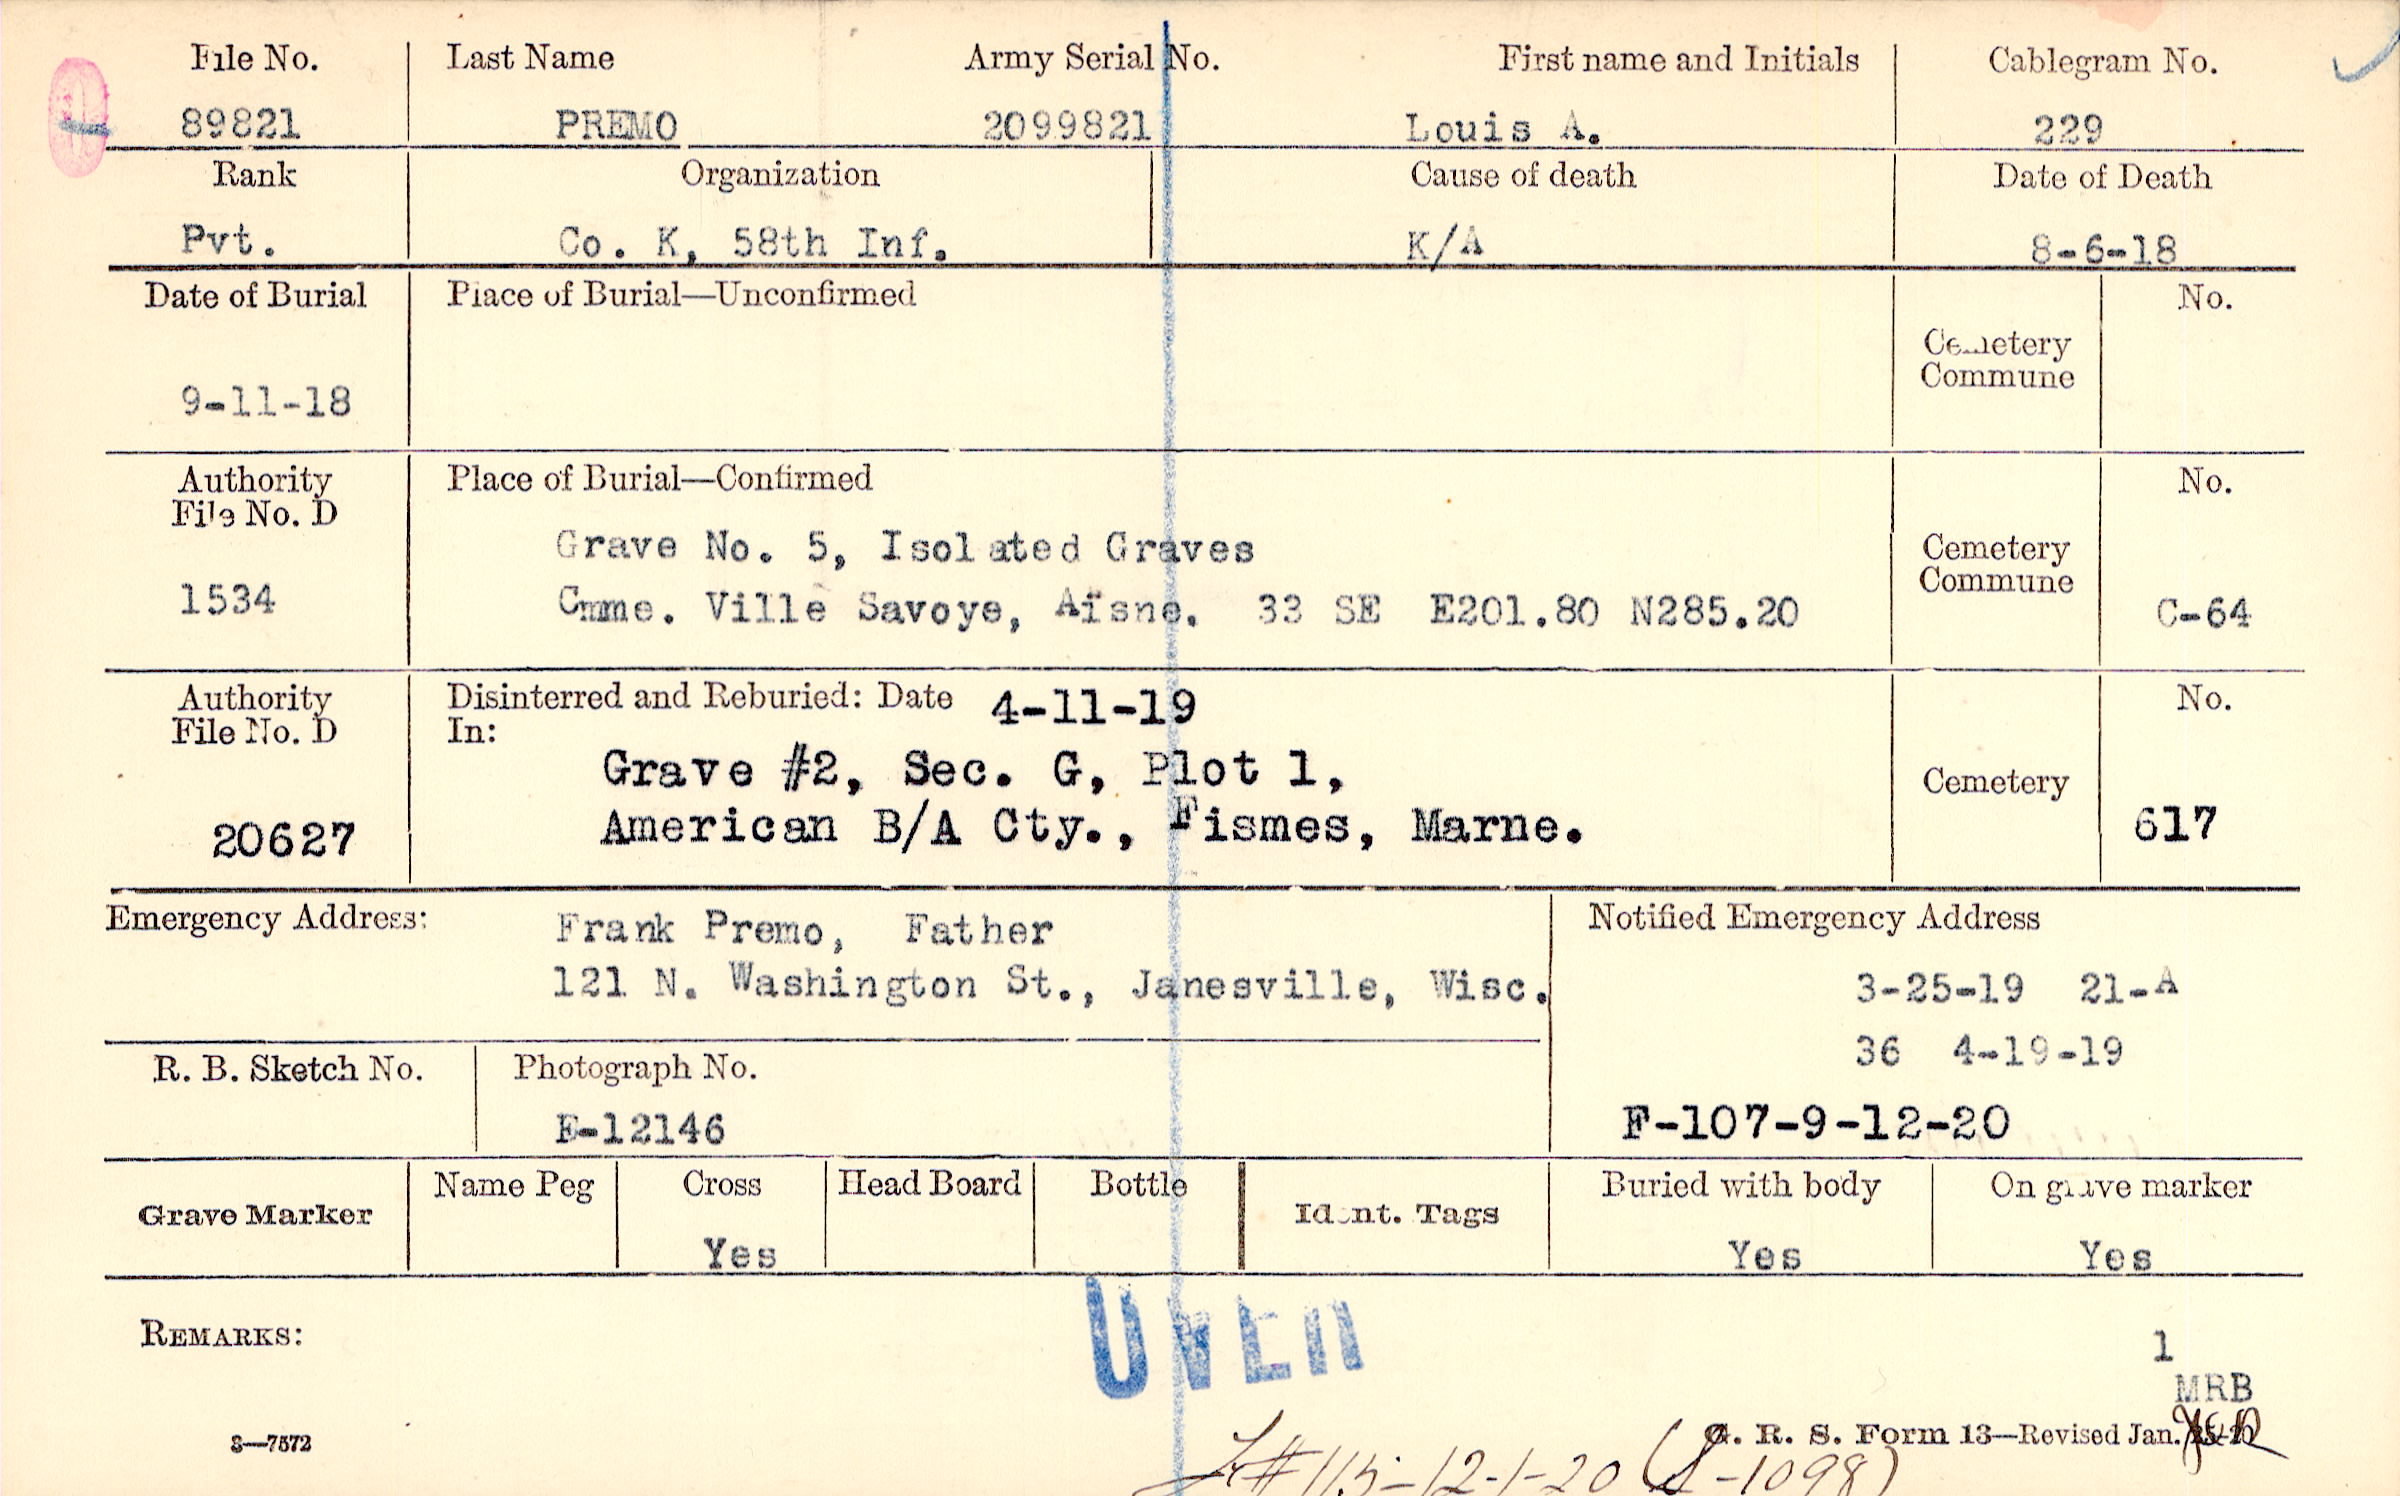 File No. Last Name Army Serial No. First name and Initials Cablegram No.
89821 PREMO 2099821 Louis A. 229
Rank Organization Cause of death Date of Death
Pvt. Co. K, 58th Inf. K/A 8-6-18
Date of Burial Place of Burial—Unconfirmed No.
Cemetery
Commune
9-11-18
Authority Place of Burial—Confirmed No.
File No. D
Grave No. 5, Isolated Graves Cemetery
Commune
1534 Cmme. Ville Savoye, Aisne. 33 SE E201.80 N285.20 C-64
Authority Disinterred and Reburied: Date 4-11-19 No.
File No. D In:
Grave #2, Sec. G, Plot 1, Cemetery
20627 American B/A Cty., Fismes, Marne. 617
Emergency Address: Frank Premo, Father Notified Emergency Address
121 N. Washington St., Janesville, Wisc. 3-25-19 21-A
36 4-19-19
R. B. Sketch No. Photograph No.
E-12146 F-107-9-12-20
Grave Marker Name Peg Cross Head Board Bottle Ident. Tags Buried with body On grave marker
Yes Yes Yes
REMARKS: OVER 1
MRB
3—7572 G. R. S. Form 13—Revised Jan.
#115-12-1-20 (L-1098)